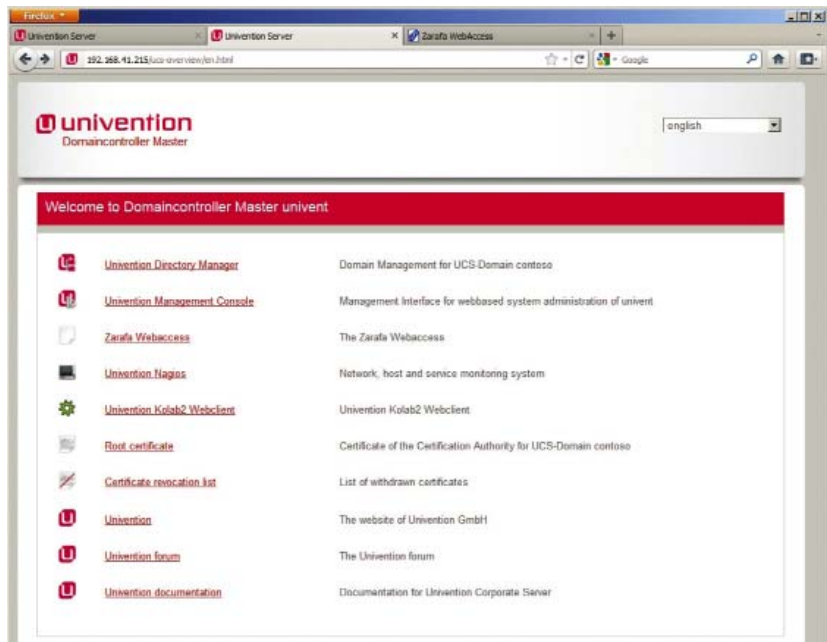 Firefox
Univention Server
Univention Server
Zarafa WebAccess
192.168.41.215/ucs-overview/en.html
Google
univention
Domaincontroller Master
english
Welcome to Domaincontroller Master univent
Univention Directory Manager Domain Management for UCS-Domain contoso
Univention Management Console Management Interface for webbased system administration of univent
Zarafa Webaccess The Zarafa Webaccess
Univention Nagios Network, host and service monitoring system
Univention Kolab2 Webclient Univention Kolab2 Webclient
Root certificate Certificate of the Certification Authority for UCS-Domain contoso
Certificate revocation list List of withdrawn certificates
Univention The website of Univention GmbH
Univention forum The Univention forum
Univention documentation Documentation for Univention Corporate Server